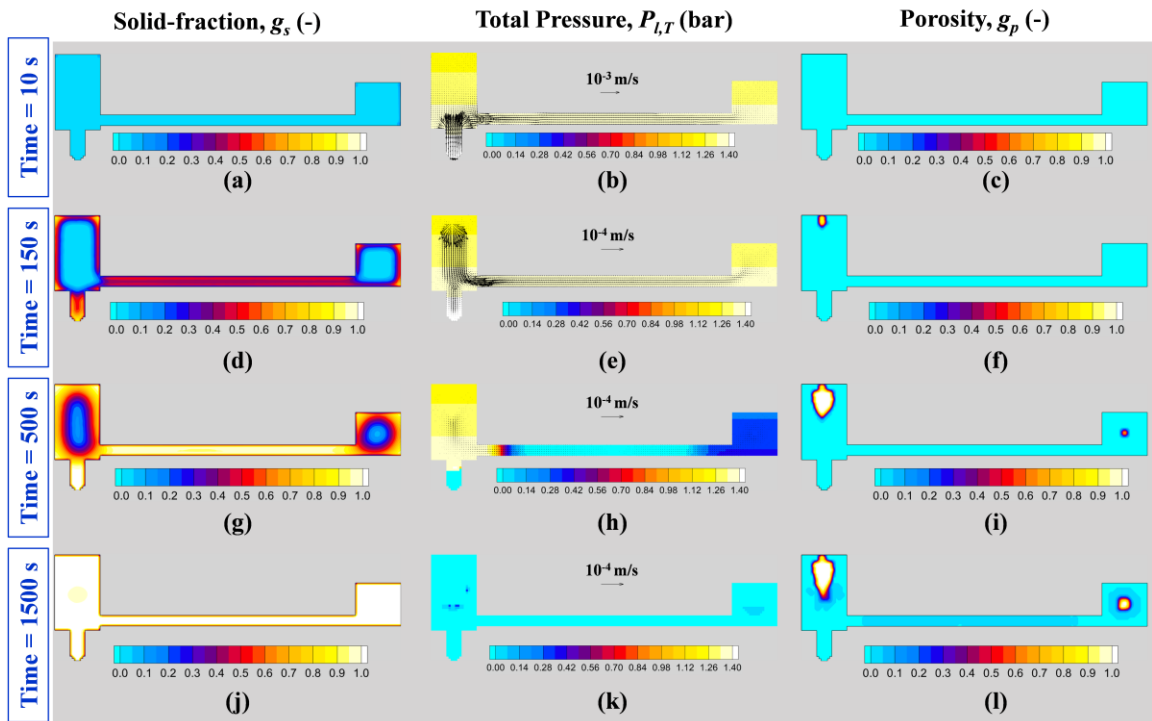 Solid-fraction, gs (-) Total Pressure, Pl,T (bar) Porosity, gp (-)
Time = 10 s
10-3 m/s
0.0 0.1 0.2 0.3 0.4 0.5 0.6 0.7 0.8 0.9 1.0
0.00 0.14 0.28 0.42 0.56 0.70 0.84 0.98 1.12 1.26 1.40
0.0 0.1 0.2 0.3 0.4 0.5 0.6 0.7 0.8 0.9 1.0
(a) (b) (c)
Time = 150 s
10-4 m/s
0.0 0.1 0.2 0.3 0.4 0.5 0.6 0.7 0.8 0.9 1.0
0.00 0.14 0.28 0.42 0.56 0.70 0.84 0.98 1.12 1.26 1.40
0.0 0.1 0.2 0.3 0.4 0.5 0.6 0.7 0.8 0.9 1.0
(d) (e) (f)
Time = 500 s
10-4 m/s
0.0 0.1 0.2 0.3 0.4 0.5 0.6 0.7 0.8 0.9 1.0
0.00 0.14 0.28 0.42 0.56 0.70 0.84 0.98 1.12 1.26 1.40
0.0 0.1 0.2 0.3 0.4 0.5 0.6 0.7 0.8 0.9 1.0
(g) (h) (i)
Time = 1500 s
10-4 m/s
0.0 0.1 0.2 0.3 0.4 0.5 0.6 0.7 0.8 0.9 1.0
0.00 0.14 0.28 0.42 0.56 0.70 0.84 0.98 1.12 1.26 1.40
0.0 0.1 0.2 0.3 0.4 0.5 0.6 0.7 0.8 0.9 1.0
(j) (k) (l)